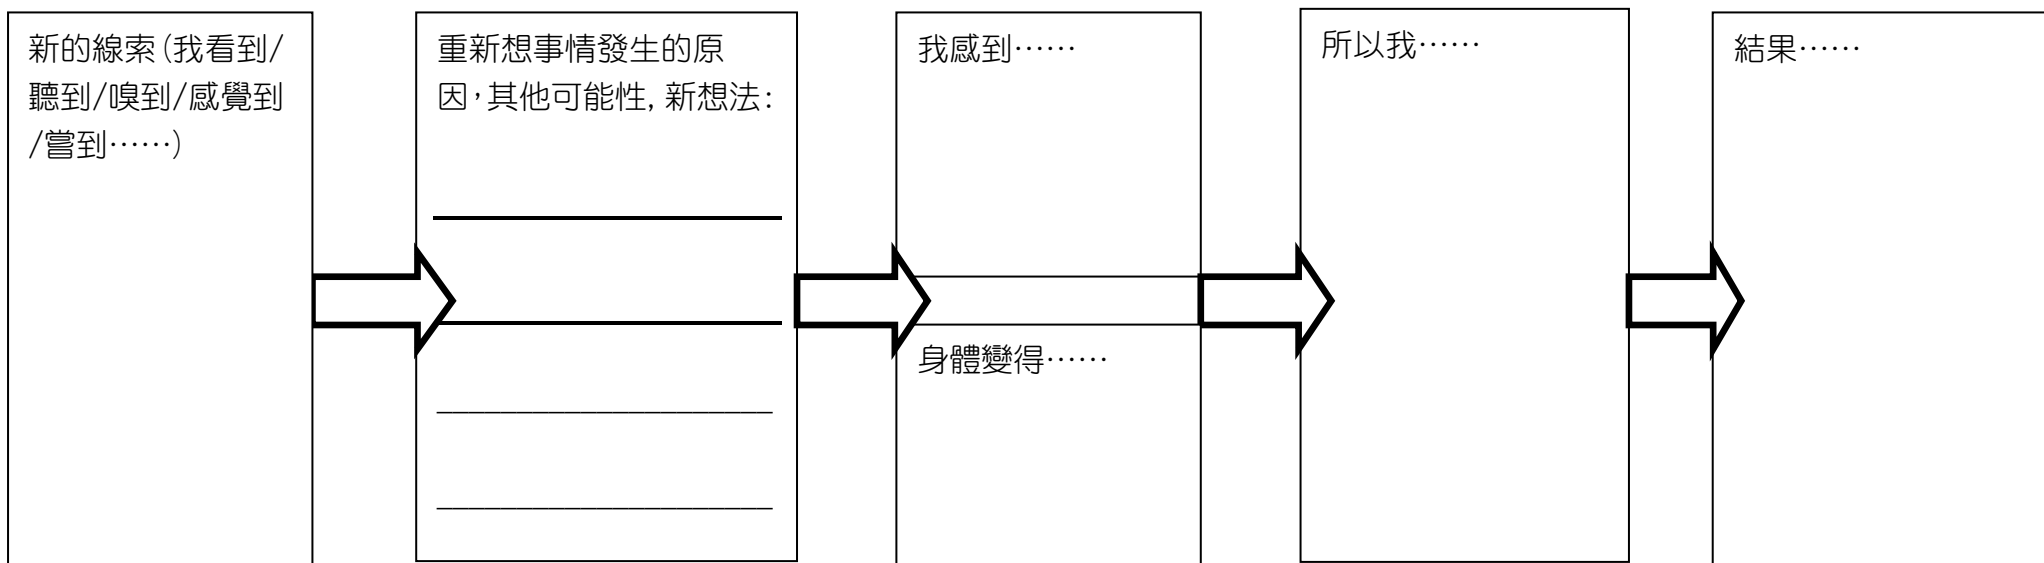 新的線索(我看到/
聽到/嗅到/感覺到
/嘗到……)
重新想事情發生的原
因,其他可能性, 新想法:
我感到……
身體變得……
所以我……
結果……